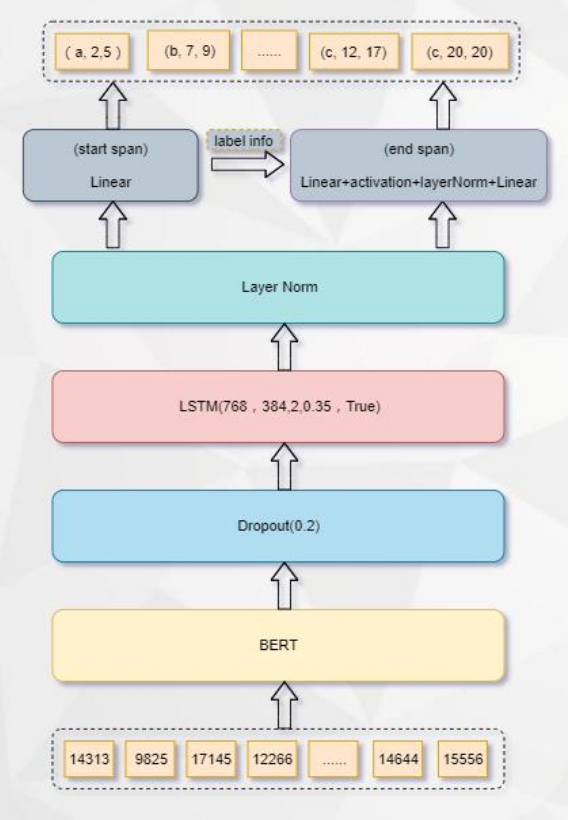 ( a, 2,5 ) (b, 7, 9) ...... (c, 12, 17) (c, 20, 20)
(start span)
Linear
label info
(end span)
Linear+activation+layerNorm+Linear
Layer Norm
LSTM(768，384,2,0.35，True)
Dropout(0.2)
BERT
14313 9825 17145 12266 ...... 14644 15556